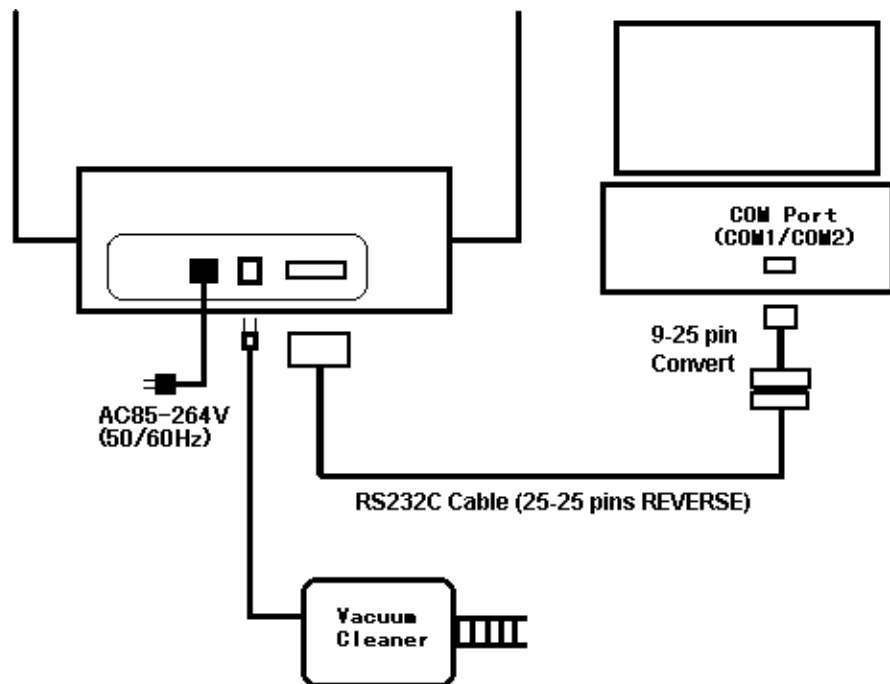 COM Port
(COM1/COM2)
9-25 pin
Convert
AC85-264V
(50/60Hz)
RS232C Cable (25-25 pins REVERSE)
Vacuum
Cleaner